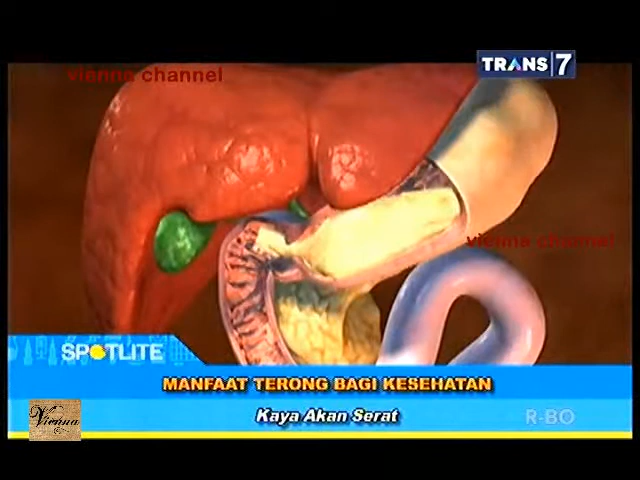 vienna channel
TRANS 7
vienna channel
SPOTLITE
MANFAAT TERONG BAGI KESEHATAN
Kaya Akan Serat
Vienna
R-BO